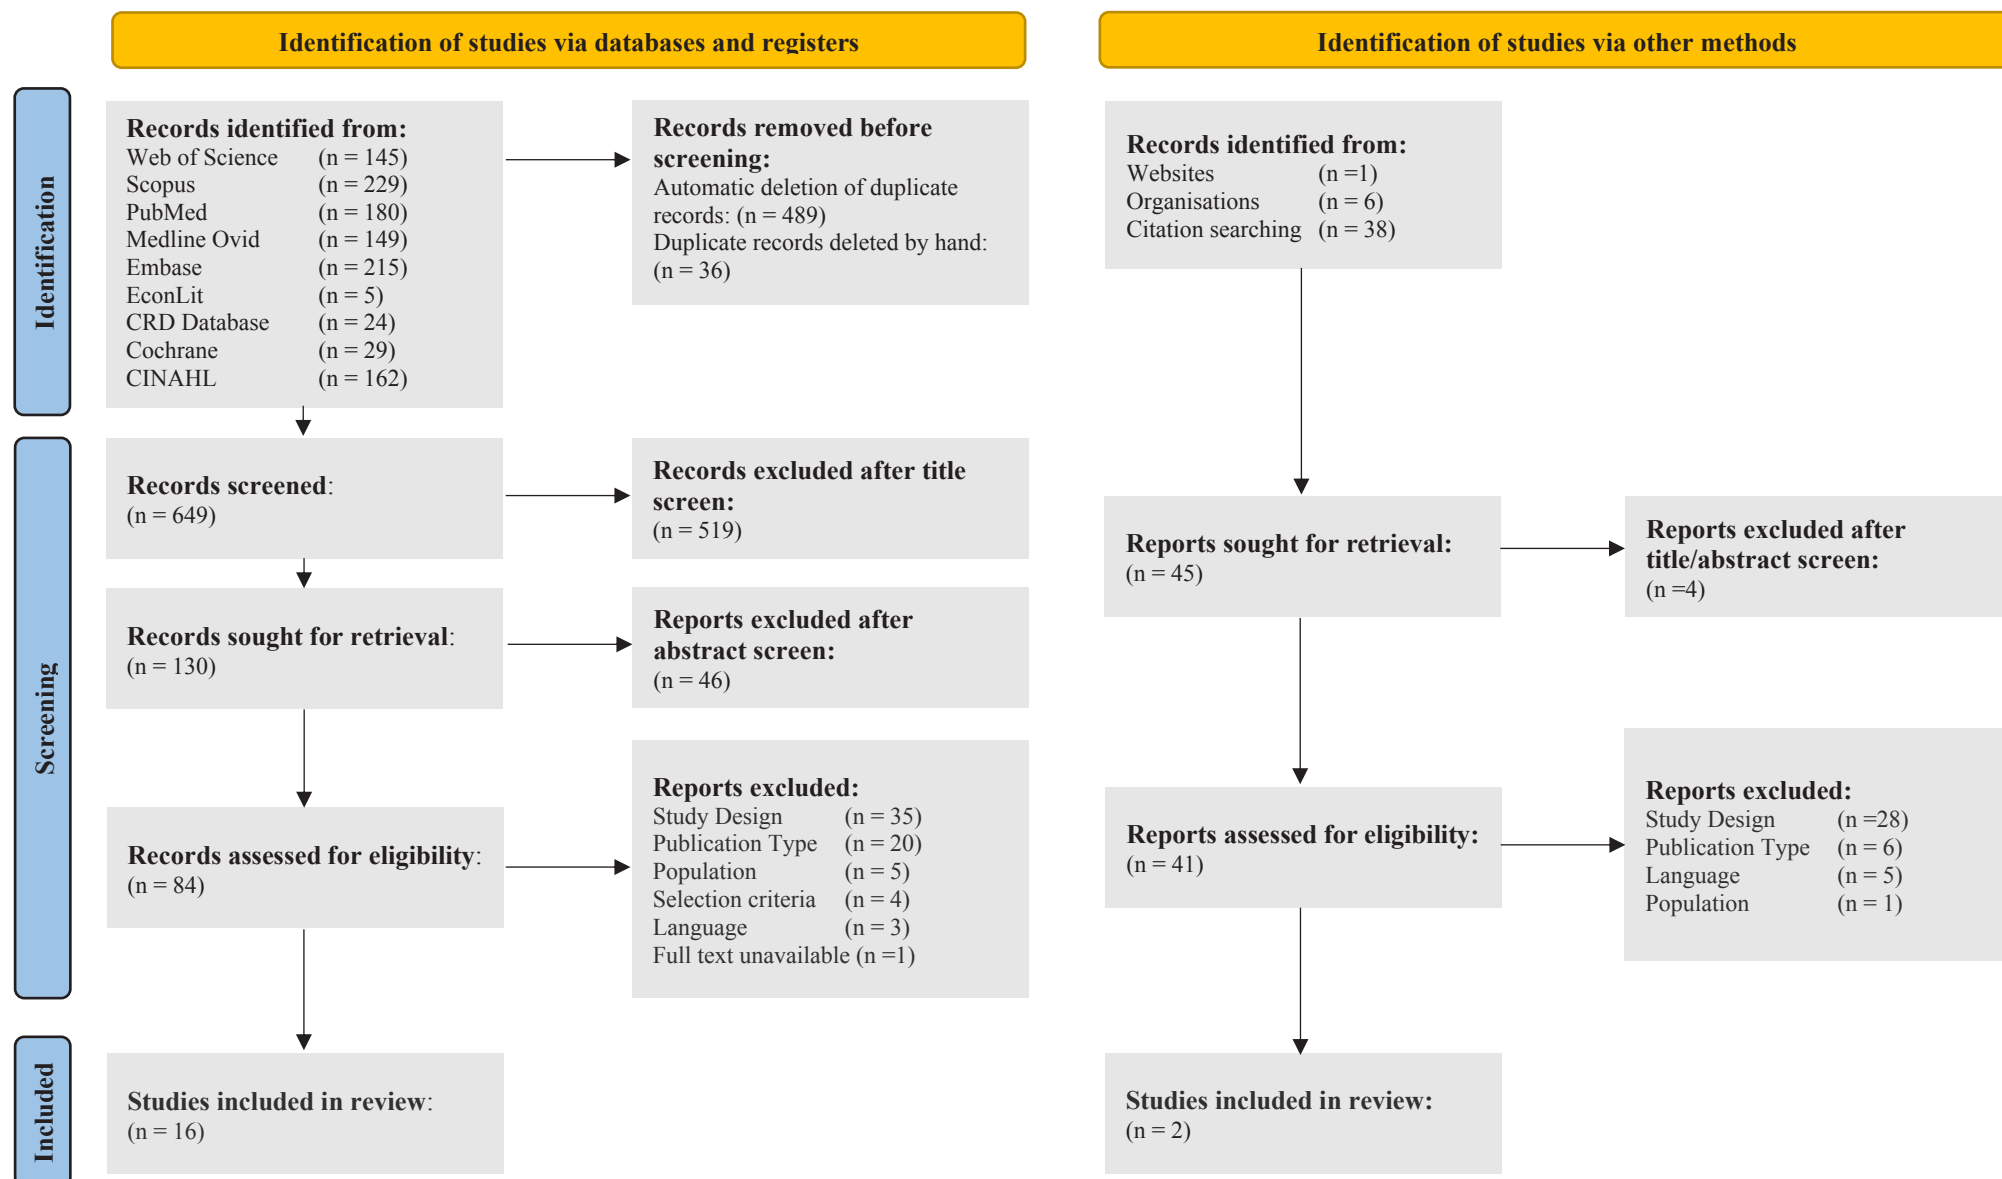 Identification of studies via databases and registers
Identification of studies via other methods
Identification
Records identified from:
Web of Science (n = 145)
Scopus (n = 229)
PubMed (n = 180)
Medline Ovid (n = 149)
Embase (n = 215)
EconLit (n = 5)
CRD Database (n = 24)
Cochrane (n = 29)
CINAHL (n = 162)
Records removed before
screening:
Automatic deletion of duplicate
records: (n = 489)
Duplicate records deleted by hand:
(n = 36)
Records identified from:
Websites (n =1)
Organisations (n = 6)
Citation searching (n = 38)
Screening
Records screened:
(n = 649)
Records excluded after title
screen:
(n = 519)
Records sought for retrieval:
(n = 130)
Reports excluded after
abstract screen:
(n = 46)
Reports sought for retrieval:
(n = 45)
Reports excluded after
title/abstract screen:
(n =4)
Records assessed for eligibility:
(n = 84)
Reports excluded:
Study Design (n = 35)
Publication Type (n = 20)
Population (n = 5)
Selection criteria (n = 4)
Language (n = 3)
Full text unavailable (n =1)
Reports assessed for eligibility:
(n = 41)
Reports excluded:
Study Design (n =28)
Publication Type (n = 6)
Language (n = 5)
Population (n = 1)
Included
Studies included in review:
(n = 16)
Studies included in review:
(n = 2)